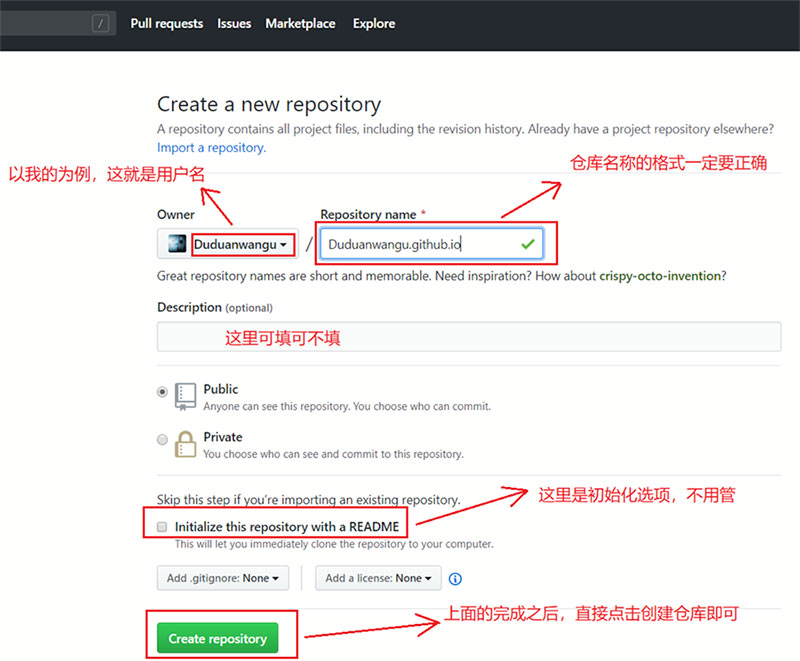 /
Pull requests Issues Marketplace Explore
Create a new repository
A repository contains all project files, including the revision history. Already have a project repository elsewhere?
Import a repository.
以我的为例，这就是用户名
仓库名称的格式一定要正确
Owner
Repository name *
Duduanwangu
/
Duduanwangu.github.io
Great repository names are short and memorable. Need inspiration? How about crispy-octo-invention?
Description (optional)
这里可填可不填
Public
Anyone can see this repository. You choose who can commit.
Private
You choose who can see and commit to this repository.
Skip this step if you're importing an existing repository.
这里是初始化选项，不用管
Initialize this repository with a README
This will let you immediately clone the repository to your computer.
Add .gitignore: None
Add a license: None
上面的完成之后，直接点击创建仓库即可
Create repository